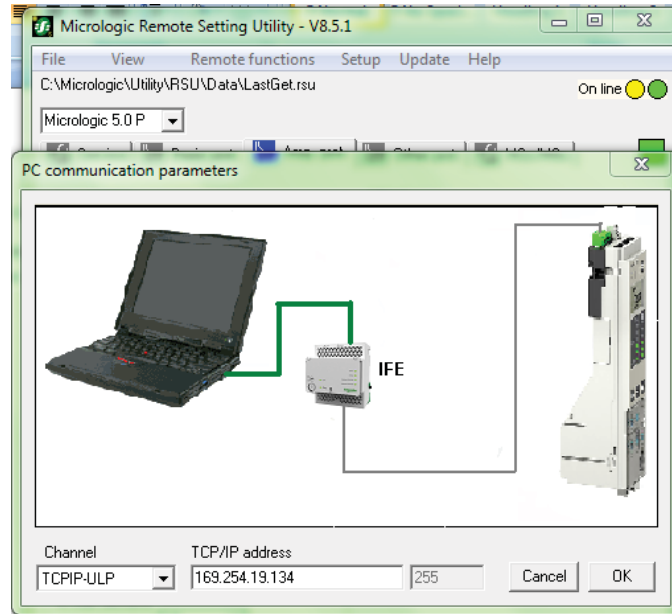 Micrologic Remote Setting Utility - V8.5.1
File View Remote functions Setup Update Help
C:\Micrologic\Utility\RSU\Data\LastGet.rsu
On line
Micrologic 5.0 P
PC communication parameters
IFE
Channel TCP/IP address
TCPIP-ULP 169.254.19.134 255 Cancel OK